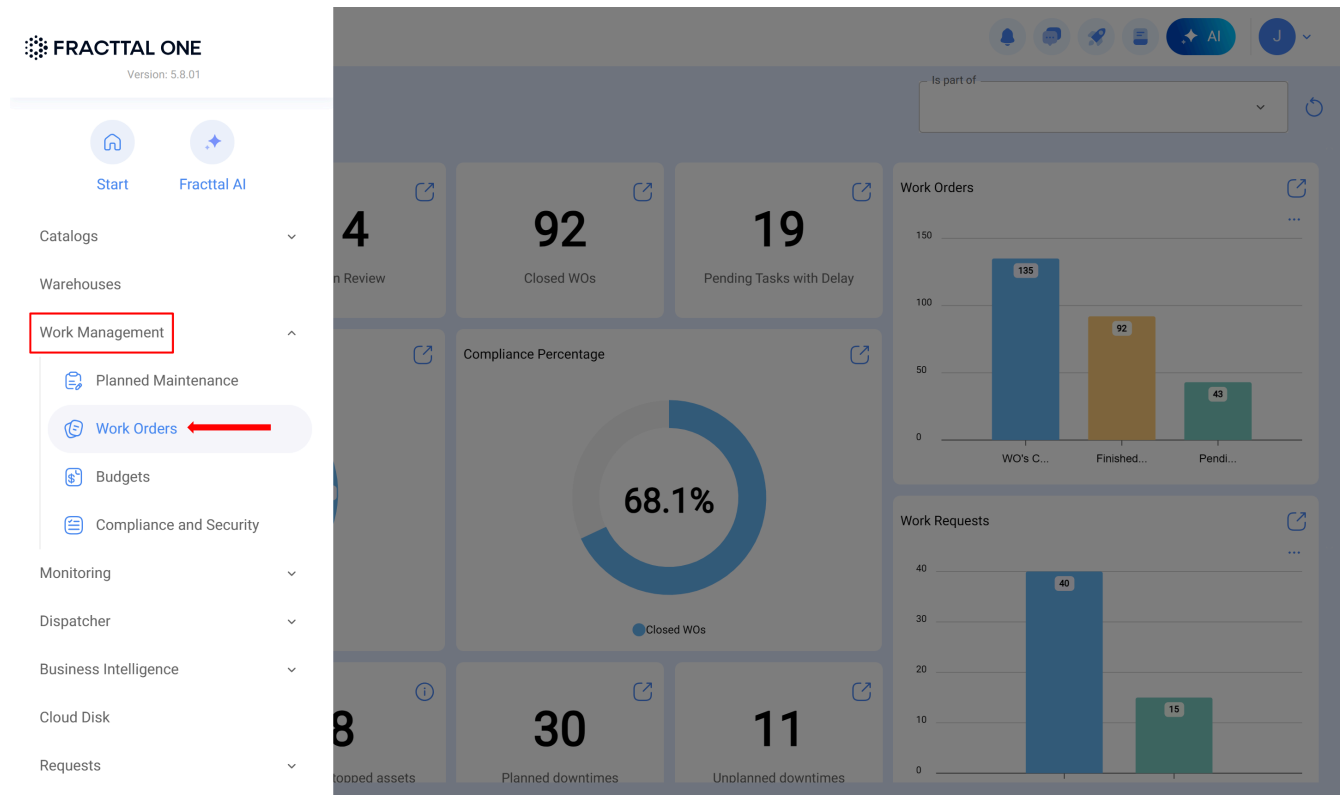 FRACTTAL ONE
Version: 5.8.01
Start
Fracttal AI
Catalogs
Warehouses
Work Management
Planned Maintenance
Work Orders
Budgets
Compliance and Security
Monitoring
Dispatcher
Business Intelligence
Cloud Disk
Requests
AI
J
Is part of
4
n Review
92
Closed WOs
19
Pending Tasks with Delay
Work Orders
...
150
100
50
0
135
92
43
WO's C...
Finished...
Pendi...
Compliance Percentage
68.1%
Closed WOs
Work Requests
...
40
30
20
10
0
40
15
8
topped assets
30
Planned downtimes
11
Unplanned downtimes